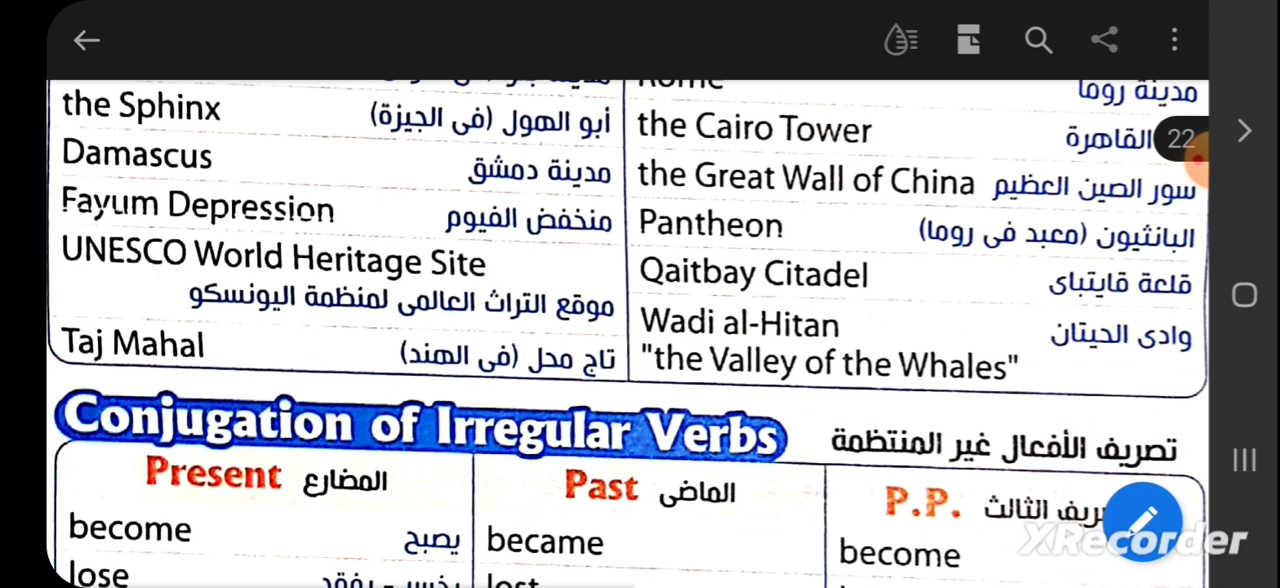 Rome مدينة روما
the Sphinx أبو الهول (فى الجيزة)
the Cairo Tower القاهرة
22
Damascus مدينة دمشق
the Great Wall of China سور الصين العظيم
Fayum Depression منخفض الفيوم
Pantheon البانثيون (معبد فى روما)
UNESCO World Heritage Site
موقع التراث العالمى لمنظمة اليونسكو
Qaitbay Citadel قلعة قايتباى
Taj Mahal تاج محل (فى الهند)
Wadi al-Hitan وادى الحيتان
"the Valley of the Whales"
Conjugation of Irregular Verbs تصريف الأفعال غير المنتظمة
Present المضارع Past الماضى P.P. الثالث
become يصبح became become
lose lost
XRecorder